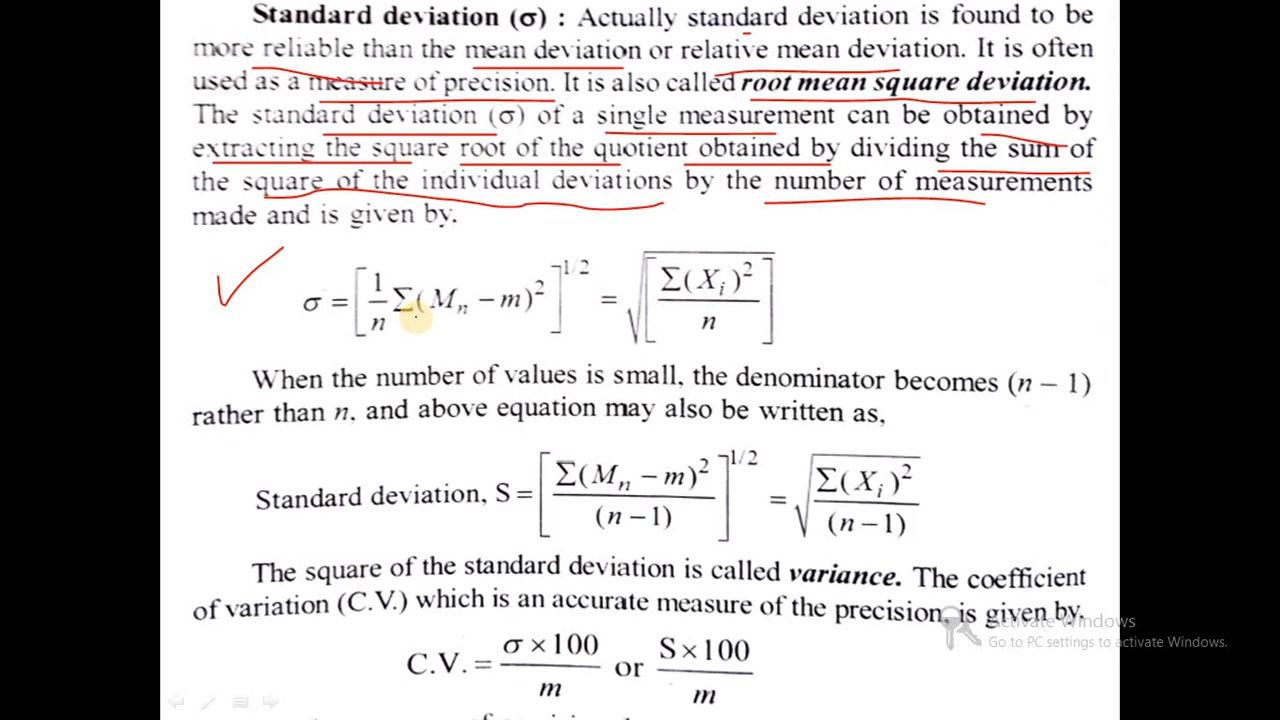 Standard deviation (σ) : Actually standard deviation is found to be
more reliable than the mean deviation or relative mean deviation. It is often
used as a measure of precision. It is also called root mean square deviation.
The standard deviation (σ) of a single measurement can be obtained by
extracting the square root of the quotient obtained by dividing the sum of
the square of the individual deviations by the number of measurements
made and is given by.
σ = [1/n Σ(Mₙ − m)²]^1/2 = √[Σ(Xᵢ)²/n]
When the number of values is small, the denominator becomes (n − 1)
rather than n, and above equation may also be written as,
Standard deviation, S = [Σ(Mₙ − m)²/(n − 1)]^1/2 = √Σ(Xᵢ)²/(n − 1)
The square of the standard deviation is called variance. The coefficient
of variation (C.V.) which is an accurate measure of the precision, is given by.
Activate Windows
Go to PC settings to activate Windows.
C.V. = σ × 100/m or S × 100/m